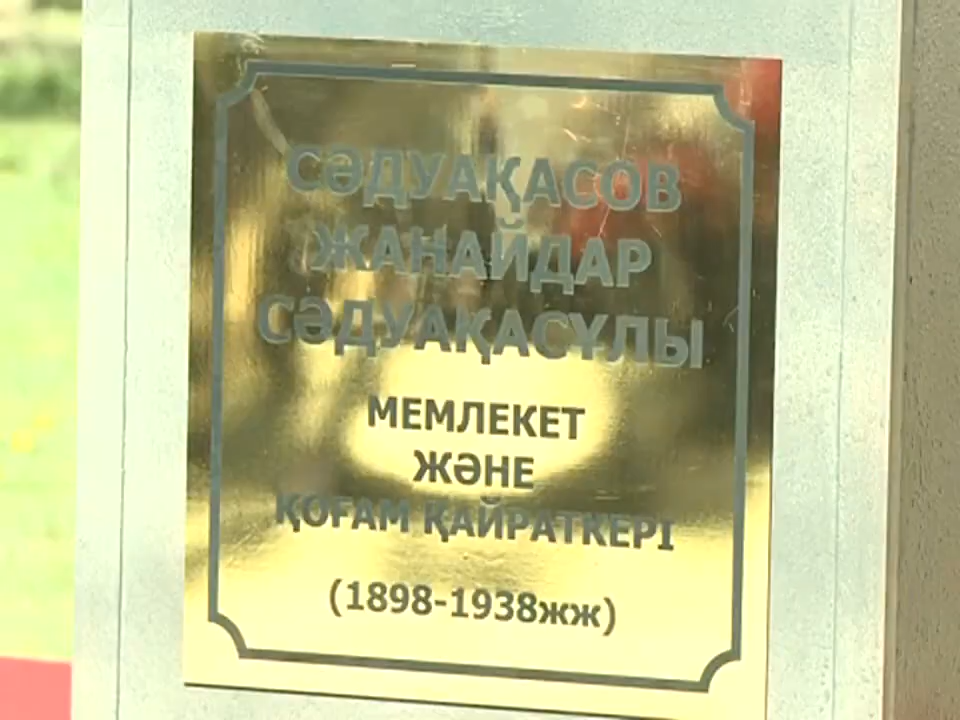 СӘДУАҚАСОВ
ЖАНАЙДАР
СӘДУАҚАСҰЛЫ
МЕМЛЕКЕТ
ЖӘНЕ
ҚОҒАМ ҚАЙРАТКЕРІ
(1898-1938жж)